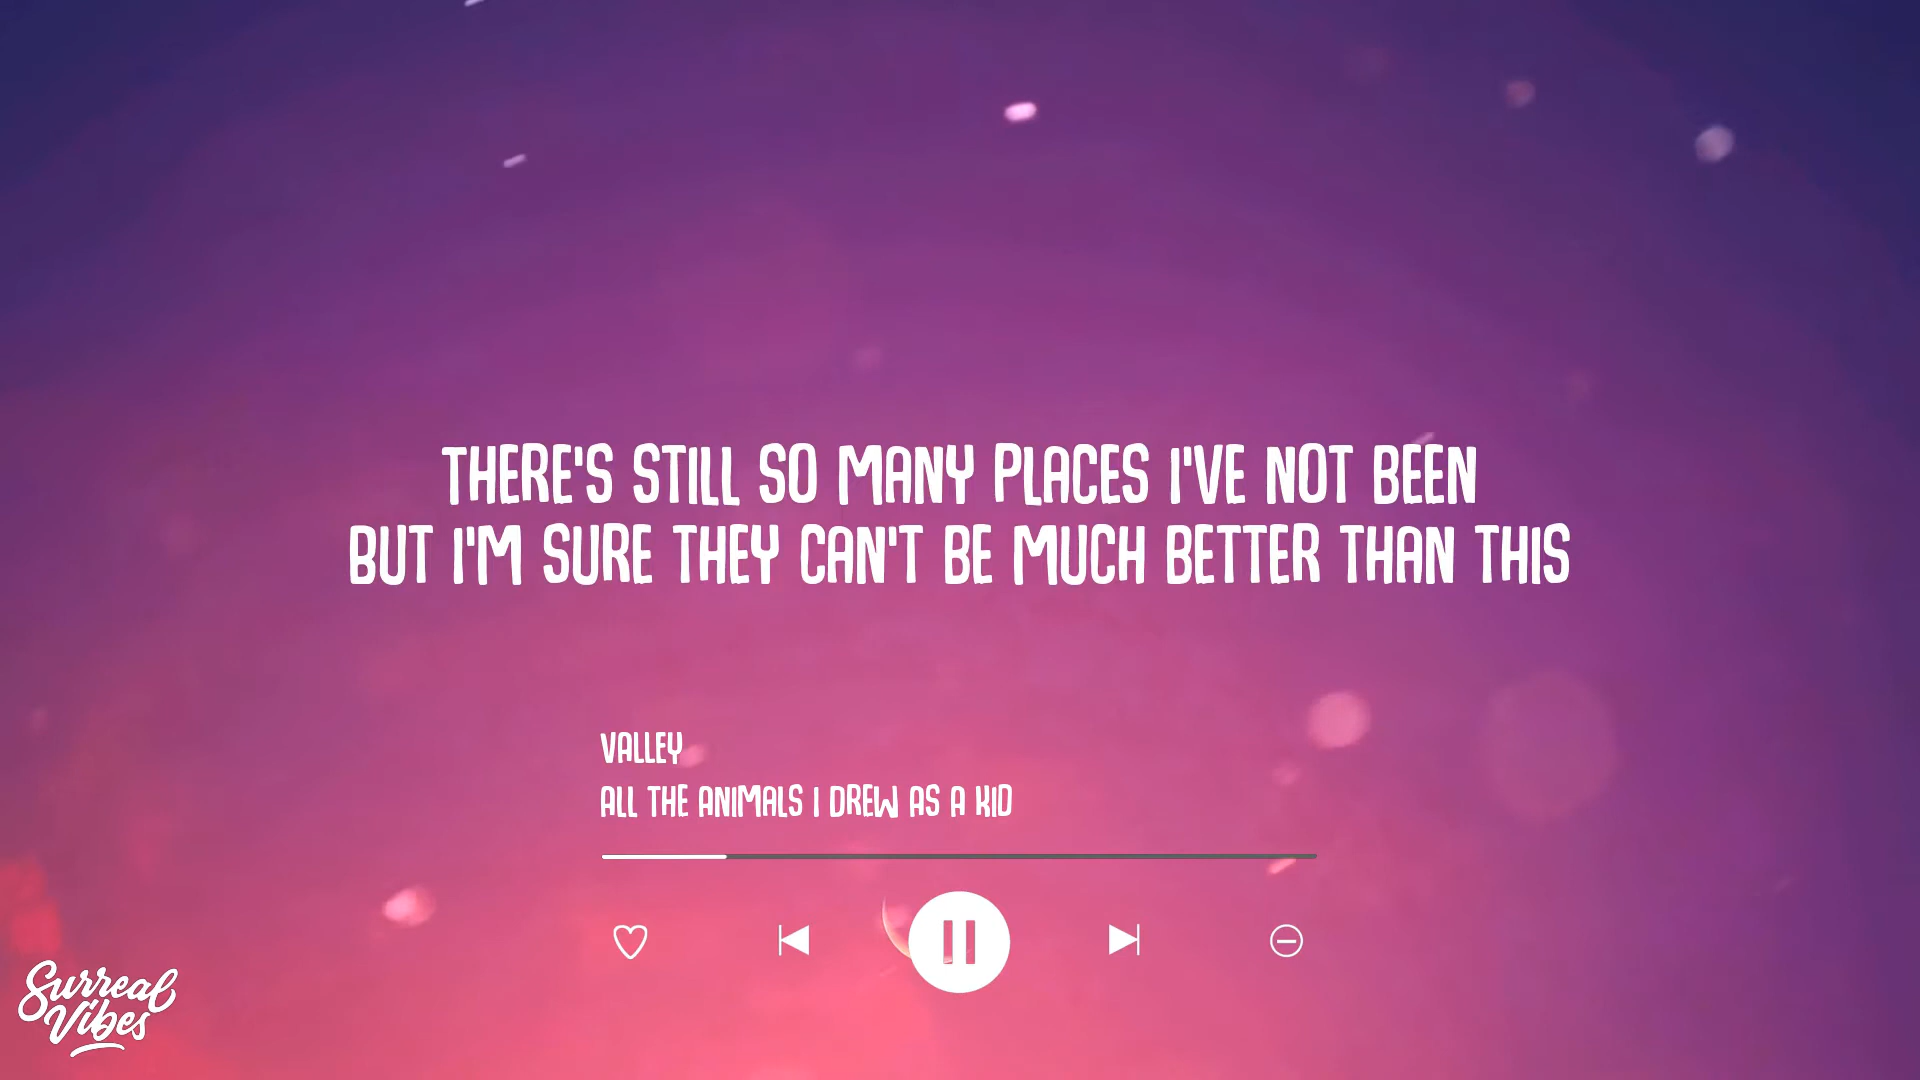 THERE'S STILL SO MANY PLACES I'VE NOT BEEN
BUT I'M SURE THEY CAN'T BE MUCH BETTER THAN THIS
VALLEY
ALL THE ANIMALS I DREW AS A KID
Surreal
Vibes